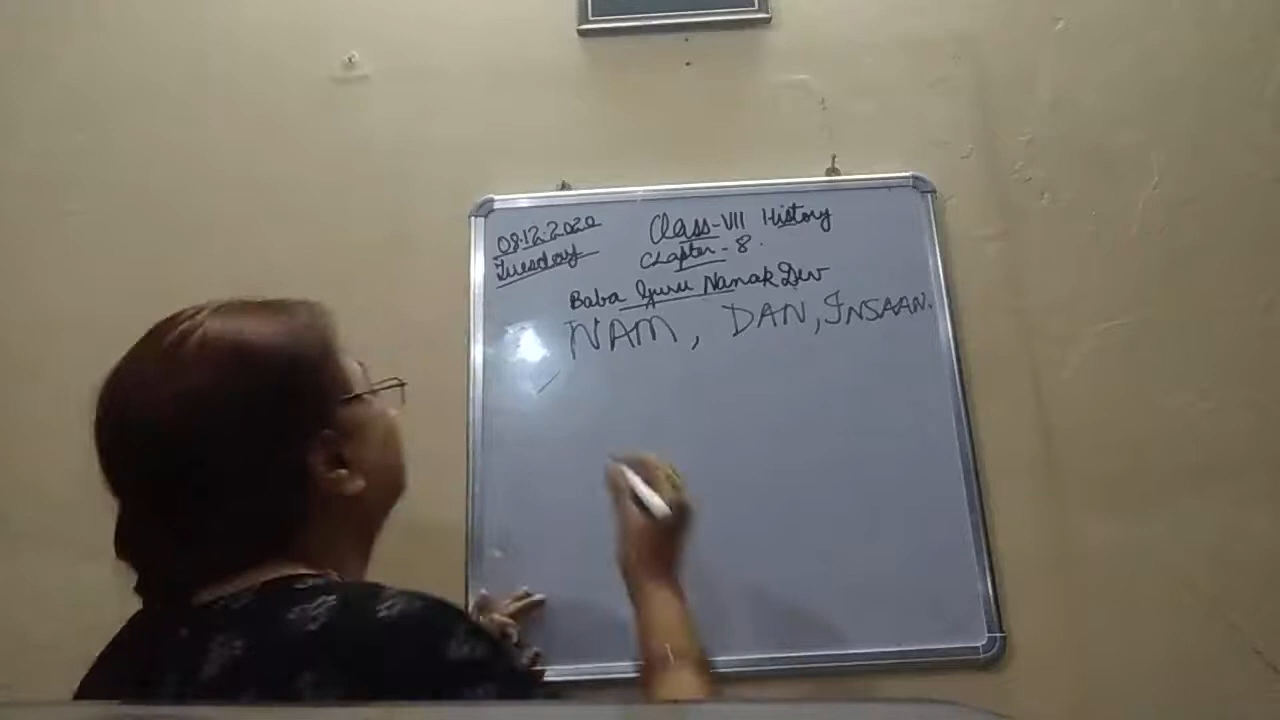 08.12.2020
Tuesday
Class-VII History
Chapter-8.
Baba Guru Nanak Dev
NAM, DAN, INSAAN.